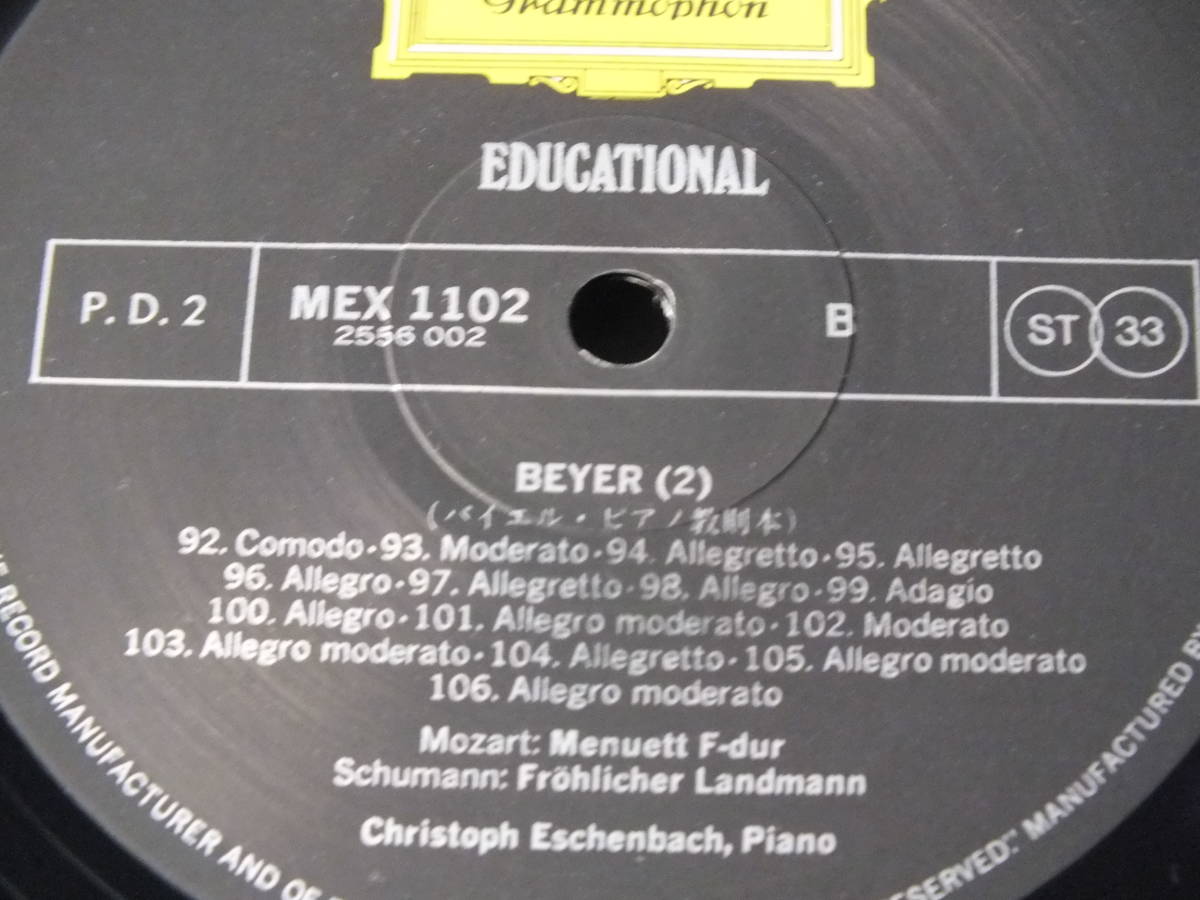 Grammophon
EDUCATIONAL
P. D. 2
MEX 1102
2556 002
B
ST 33
BEYER (2)
(バイエル・ピアノ教則本)
92. Comodo・93. Moderato・94. Allegretto・95. Allegretto
96. Allegro・97. Allegretto・98. Allegro・99. Adagio
100. Allegro・101. Allegro moderato・102. Moderato
103. Allegro moderato・104. Allegretto・105. Allegro moderato
106. Allegro moderato
Mozart: Menuett F-dur
Schumann: Fröhlicher Landmann
Christoph Eschenbach, Piano
RECORD MANUFACTURER AND OF
RESERVED." MANUFACTURED BY